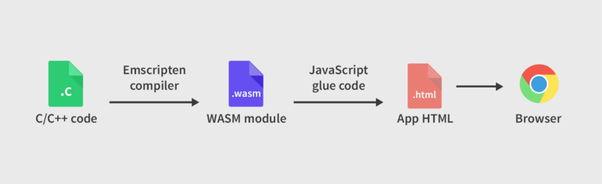 Emscripten
compiler
JavaScript
glue code
.C
.wasm
.html
C/C++ code
WASM module
App HTML
Browser